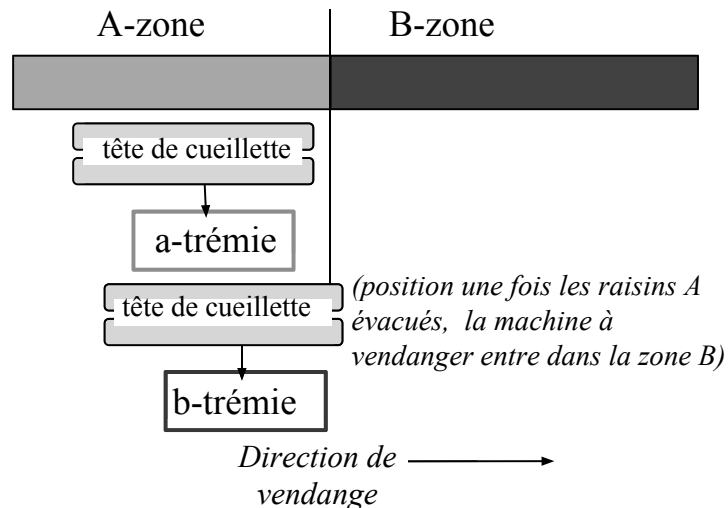 A-zone
B-zone
tête de cueillette
a-trémie
tête de cueillette
(position une fois les raisins A
évacués, la machine à
vendanger entre dans la zone B)
b-trémie
Direction de
vendange